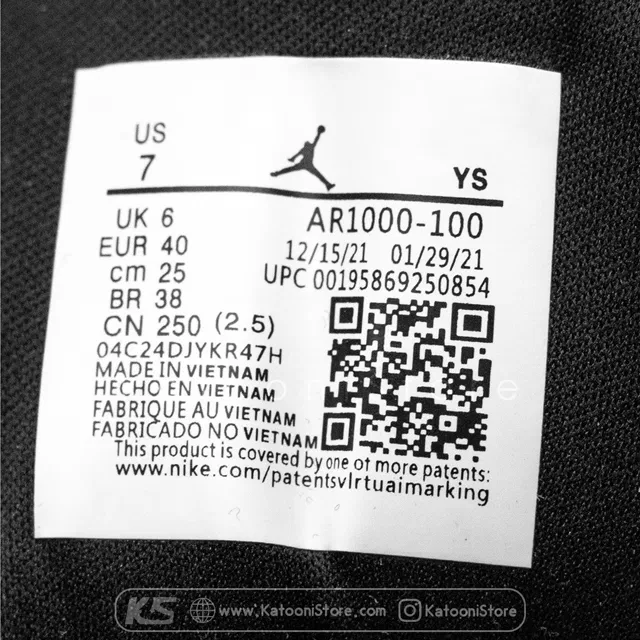 US
7
YS
UK 6
AR1000-100
EUR 40
12/15/21 01/29/21
cm 25
UPC 00195869250854
BR 38
CN 250 (2.5)
04C24DJYKR47H
MADE IN VIETNAM
HECHO EN VIETNAM
FABRIQUE AU VIETNAM
FABRICADO NO VIETNAM
This product is covered by one ot more patents:
www.nike.com/patentsvlrtuaimarking
KS www.KatooniStore.com KatooniStore